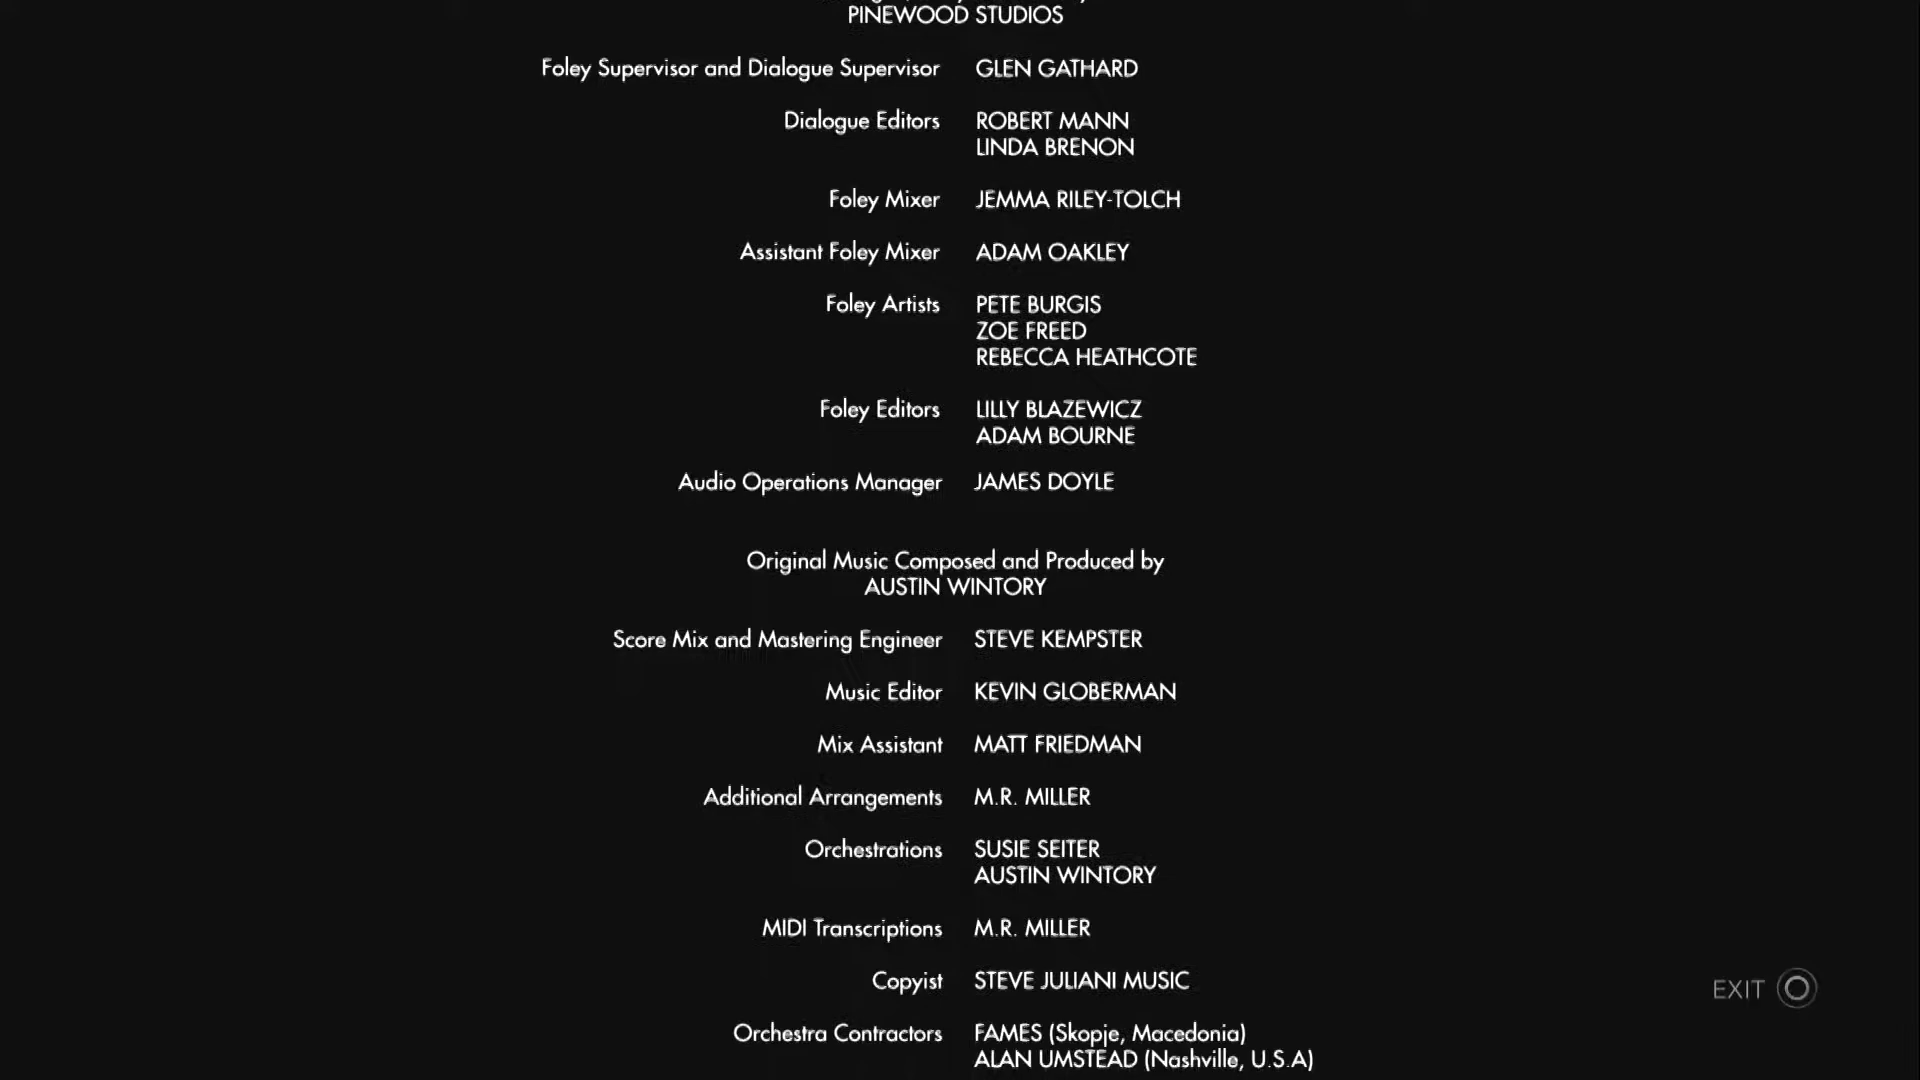 PINEWOOD STUDIOS
Foley Supervisor and Dialogue Supervisor GLEN GATHARD
Dialogue Editors ROBERT MANN
LINDA BRENON
Foley Mixer JEMMA RILEY-TOLCH
Assistant Foley Mixer ADAM OAKLEY
Foley Artists PETE BURGIS
ZOE FREED
REBECCA HEATHCOTE
Foley Editors LILLY BLAZEWICZ
ADAM BOURNE
Audio Operations Manager JAMES DOYLE
Original Music Composed and Produced by
AUSTIN WINTORY
Score Mix and Mastering Engineer STEVE KEMPSTER
Music Editor KEVIN GLOBERMAN
Mix Assistant MATT FRIEDMAN
Additional Arrangements M.R. MILLER
Orchestrations SUSIE SEITER
AUSTIN WINTORY
MIDI Transcriptions M.R. MILLER
Copyist STEVE JULIANI MUSIC
EXIT
Orchestra Contractors FAMES (Skopje, Macedonia)
ALAN UMSTEAD (Nashville, U.S.A)